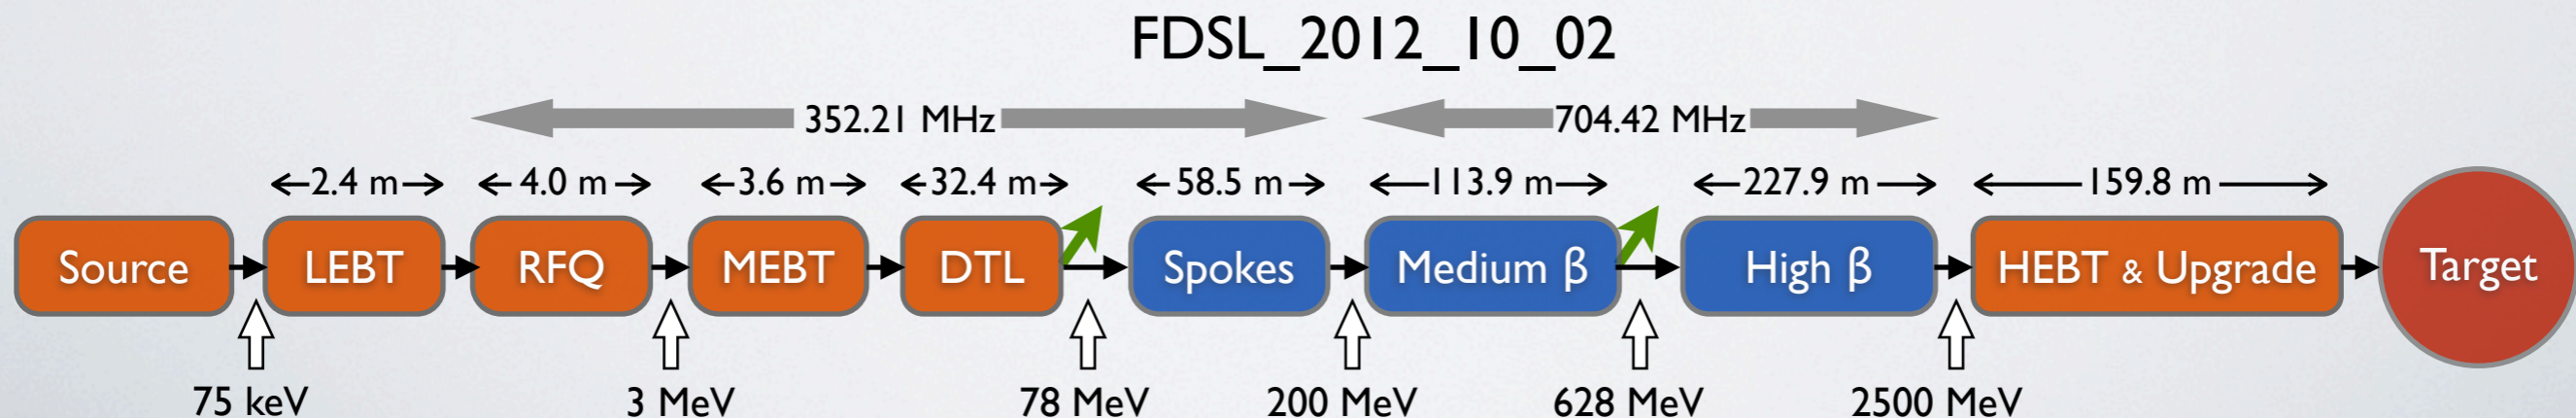 FDSL_2012_10_02
352.21 MHz 704.42 MHz
2.4 m 4.0 m 3.6 m 32.4 m 58.5 m 113.9 m 227.9 m 159.8 m
Source LEBT RFQ MEBT DTL Spokes Medium β High β HEBT & Upgrade Target
75 keV 3 MeV 78 MeV 200 MeV 628 MeV 2500 MeV